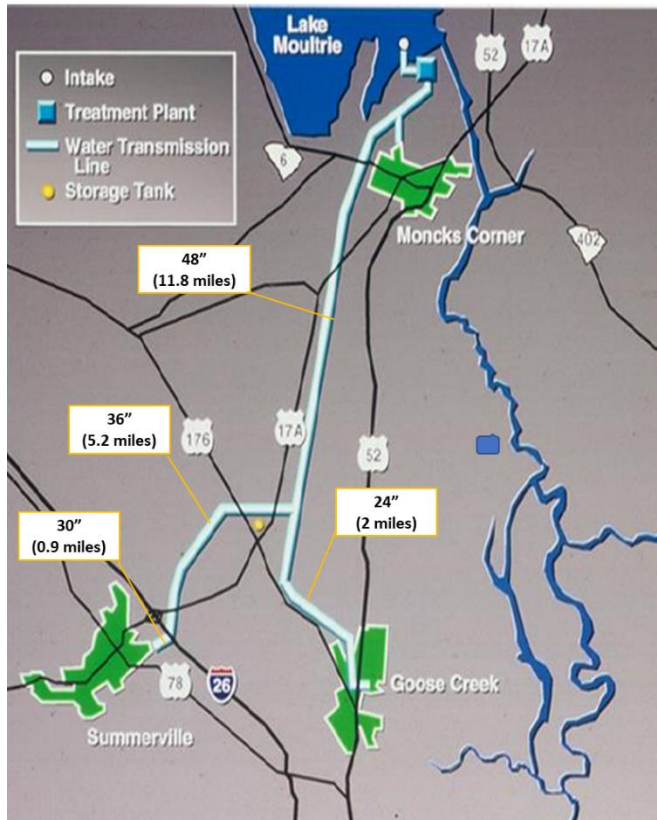 Lake
Moultrie
52
17A
Intake
Treatment Plant
Water Transmission
Line
Storage Tank
6
Moncks Corner
402
48”
(11.8 miles)
36”
(5.2 miles)
176
17A
52
24”
(2 miles)
30”
(0.9 miles)
78
26
Goose Creek
Summerville